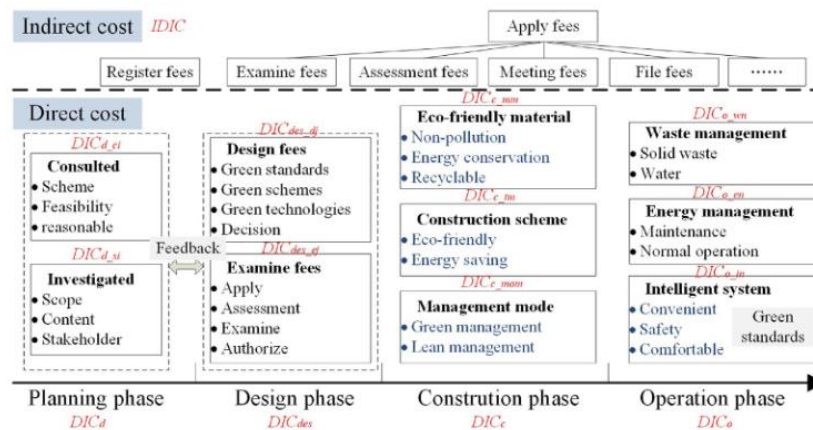 Indirect cost IDIC
Apply fees
Register fees
Examine fees
Assessment fees
Meeting fees
File fees
......
Direct cost
DICd_ei
Consulted
• Scheme
• Feasibility
• reasonable
DICd_si
Investigated
• Scope
• Content
• Stakeholder
Feedback
DICdes_dj
Design fees
• Green standards
• Green schemes
• Green technologies
• Decision
DICdes_ej
Examine fees
• Apply
• Assessment
• Examine
• Authorize
DICc_mm
Eco-friendly material
• Non-pollution
• Energy conservation
• Recyclable
DICc_tm
Construction scheme
• Eco-friendly
• Energy saving
DICc_mom
Management mode
• Green management
• Lean management
DICo_wn
Waste management
• Solid waste
• Water
DICo_en
Energy management
• Maintenance
• Normal operation
DICo_in
Intelligent system
• Convenient
• Safety
• Comfortable
Green
standards
Planning phase
Design phase
Constrution phase
Operation phase
DICd
DICdes
DICc
DICo